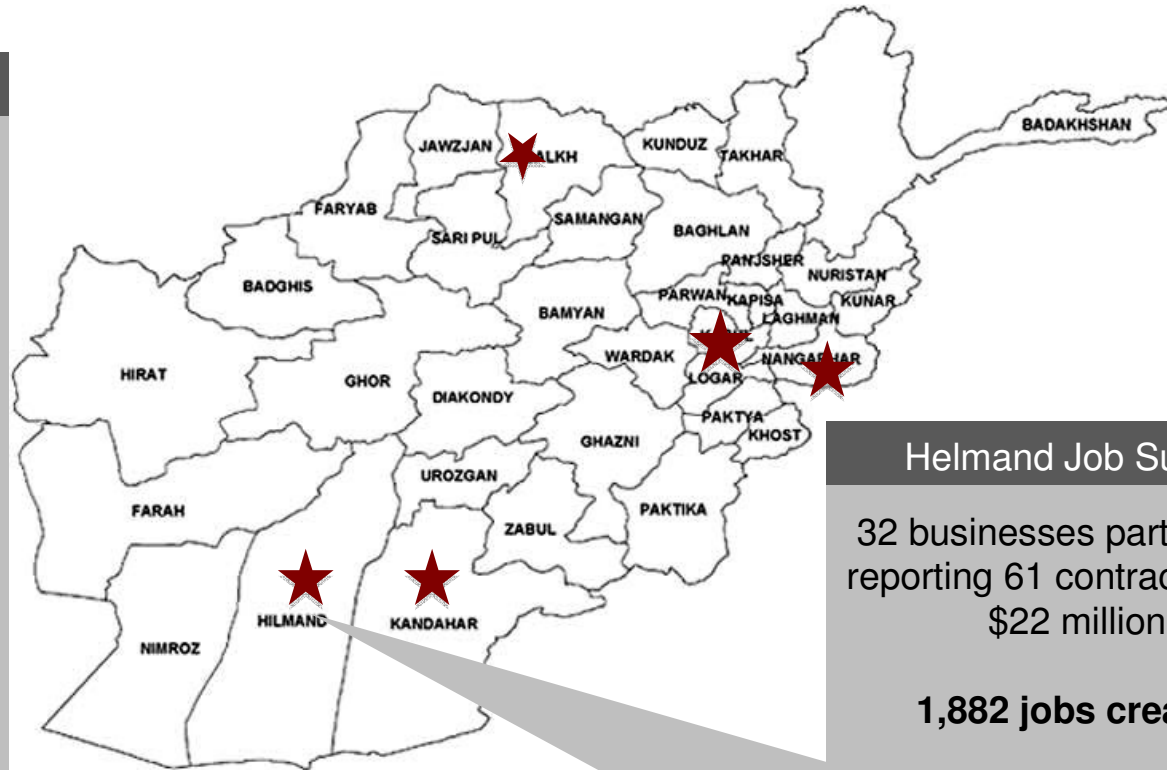 BADAKHSHAN
JAWZJAN
ALKH
KUNDUZ
TAKHAR
FARYAB
SARI PUL
SAMANGAN
BAGHLAN
PANJSHER
NURISTAN
BADGHIS
PARWAN
KAPISA
KUNAR
BAMYAN
LAGHMAN
WARDAK
HIRAT
GHOR
LOGAR
DIAKONDY
PAKTYA
KHOST
GHAZNI
UROZGAN
FARAH
ZABUL
PAKTIKA
HILMAND
KANDAHAR
NIMROZ
Helmand Job Su
32 businesses part
reporting 61 contrac
$22 million
1,882 jobs crea